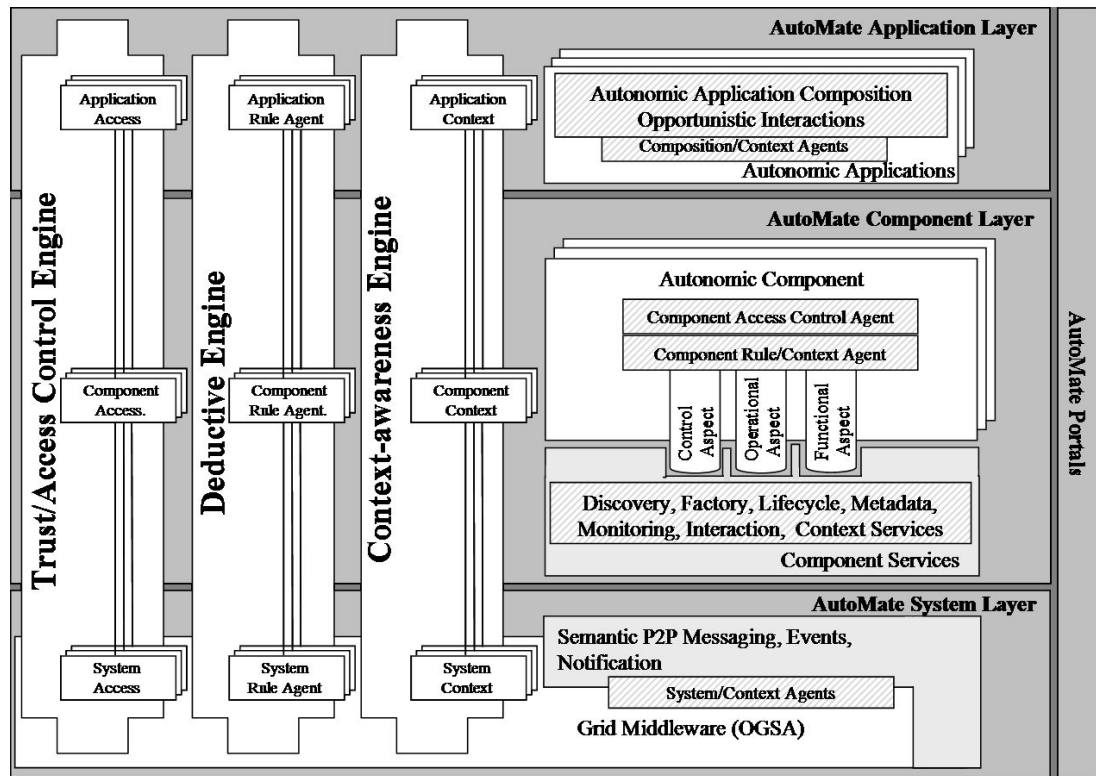 AutoMate Application Layer
Application
Access
Application
Rule Agent
Application
Context
Autonomic Application Composition
Opportunistic Interactions
Composition/Context Agents
Autonomic Applications
Trust/Access Control Engine
Deductive Engine
Context-awareness Engine
AutoMate Component Layer
Autonomic Component
Component Access Control Agent
Component Rule/Context Agent
Component
Access.
Component
Rule Agent.
Component
Context
Control
Aspect
Operational
Aspect
Functional
Aspect
Discovery, Factory, Lifecycle, Metadata,
Monitoring, Interaction, Context Services
Component Services
AutoMate System Layer
System
Access
System
Rule Agent
System
Context
Semantic P2P Messaging, Events,
Notification
System/Context Agents
Grid Middleware (OGSA)
AutoMate Portals